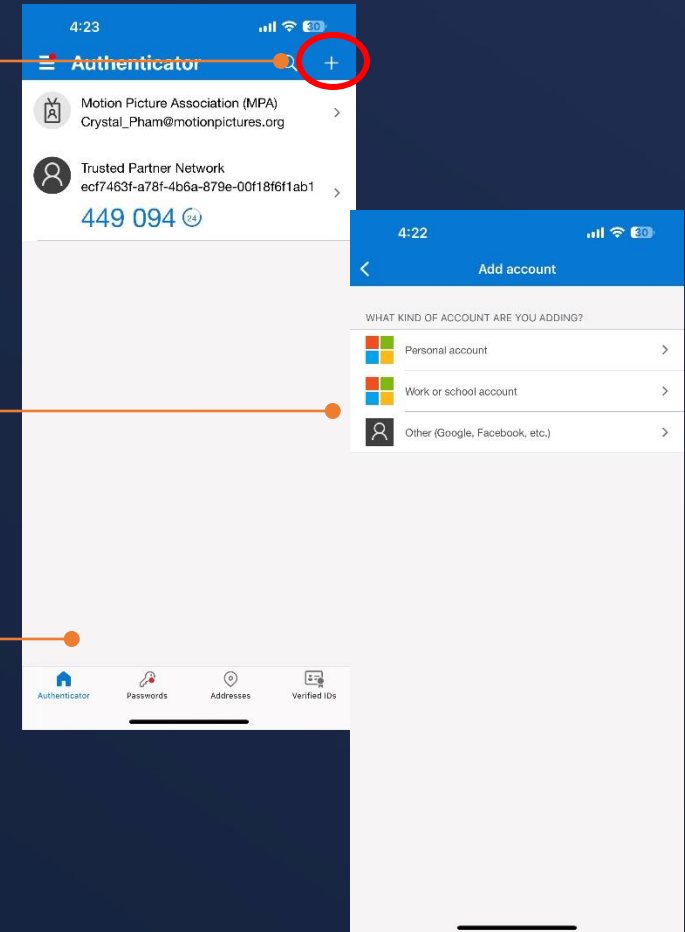 4:23
30
Authenticator
Motion Picture Association (MPA)
Crystal_Pham@motionpictures.org
Trusted Partner Network
ecf7463f-a78f-4b6a-879e-00f18f6f1ab1
449 094 24
Authenticator Passwords Addresses Verified IDs
4:22
30
Add account
WHAT KIND OF ACCOUNT ARE YOU ADDING?
Personal account
Work or school account
Other (Google, Facebook, etc.)